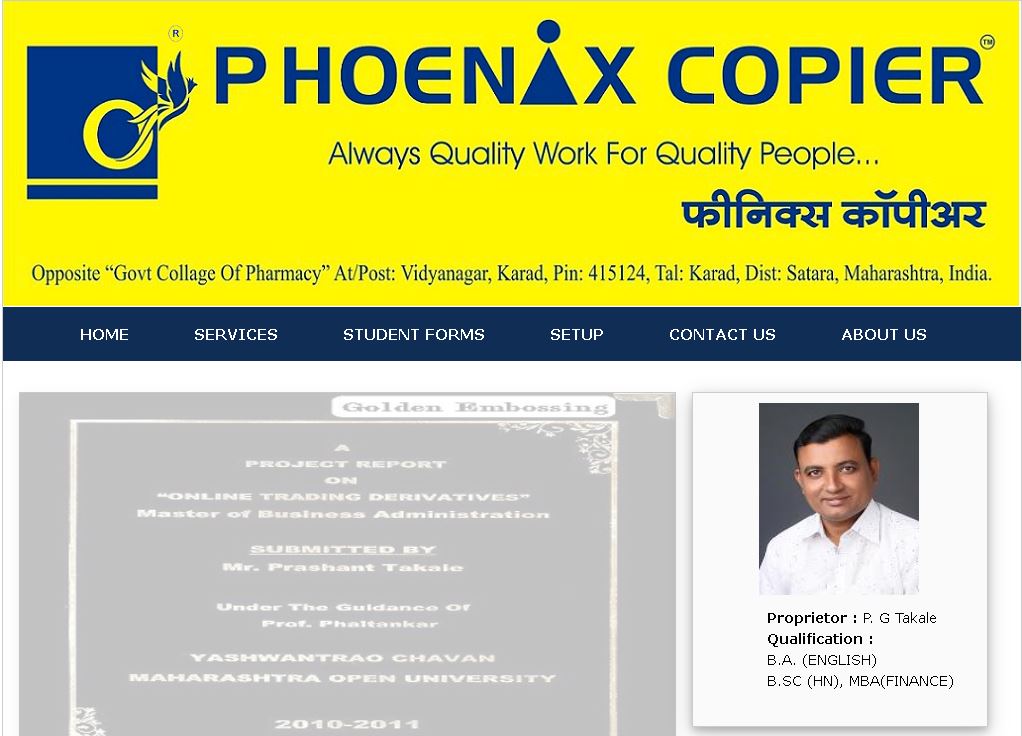 ®
PHOENIX COPIER™
Always Quality Work For Quality People...
फीनिक्स कॉपीअर
Opposite “Govt Collage Of Pharmacy” At/Post: Vidyanagar, Karad, Pin: 415124, Tal: Karad, Dist: Satara, Maharashtra, India.
HOME SERVICES STUDENT FORMS SETUP CONTACT US ABOUT US
Golden Embossing
A
PROJECT REPORT
ON
“ONLINE TRADING DERIVATIVES”
Master of Business Administration
SUBMITTED BY
Mr. Prashant Takale
Under The Guidance Of
Prof. Phaltankar
YASHWANTRAO CHAVAN
MAHARASHTRA OPEN UNIVERSITY
2010-2011
Proprietor : P. G Takale
Qualification :
B.A. (ENGLISH)
B.SC (HN), MBA(FINANCE)